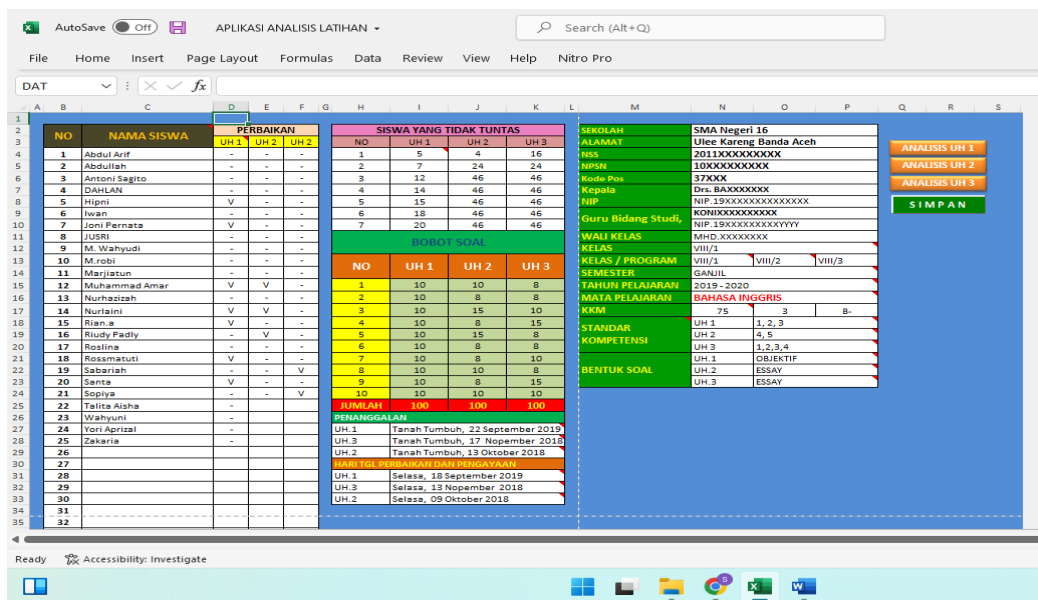 AutoSave Off APLIKASI ANALISIS LATIHAN Search (Alt+Q)
File Home Insert Page Layout Formulas Data Review View Help Nitro Pro
DAT fx
A B C D E F G H I J K L M N O P Q R S
NO NAMA SISWA PERBAIKAN
UH 1 UH 2 UH 2
1 Abdul Arif - - -
2 Abdullah - - -
3 Antoni Sagito - - -
4 DAHLAN - - -
5 Hipni V - -
6 Iwan - - -
7 Joni Pernata V - -
8 JUSRI - - -
9 M. Wahyudi - - -
10 M.robi - - -
11 Marjiatun - - -
12 Muhammad Amar V V -
13 Nurhazizah - - -
14 Nurlaini V V -
15 Rian.a V - -
16 Riudy Padly - V -
17 Roslina - - -
18 Rossmatuti V - -
19 Sabariah - - V
20 Santa V - -
21 Sopiya - - V
22 Talita Aisha -
23 Wahyuni -
24 Yori Aprizal -
25 Zakaria -
26
27
28
29
30
31
32
SISWA YANG TIDAK TUNTAS
NO UH 1 UH 2 UH 3
1 5 4 16
2 7 24 24
3 12 46 46
4 14 46 46
5 15 46 46
6 18 46 46
7 20 46 46
BOBOT SOAL
NO UH 1 UH 2 UH 3
1 10 10 8
2 10 8 8
3 10 15 10
4 10 8 15
5 10 15 8
6 10 8 8
7 10 8 10
8 10 10 8
9 10 8 15
10 10 10 10
JUMLAH 100 100 100
PENANGGALAN
UH.1 Tanah Tumbuh, 22 September 2019
UH.3 Tanah Tumbuh, 17 Nopember 2018
UH.2 Tanah Tumbuh, 13 Oktober 2018
HARI TGL PERBAIKAN DAN PENGAYAAN
UH.1 Selasa, 18 September 2019
UH.3 Selasa, 13 Nopember 2018
UH.2 Selasa, 09 Oktober 2018
SEKOLAH SMA Negeri 16
ALAMAT Ulee Kareng Banda Aceh
NSS 2011XXXXXXXXX
NPSN 10XXXXXXXXX
Kode Pos 37XXX
Kepala Drs. BAXXXXXXX
NIP NIP.19XXXXXXXXXXXXXX
Guru Bidang Studi, KONIXXXXXXXXXX
NIP.19XXXXXXXXXYYYY
WALI KELAS MHD.XXXXXXXX
KELAS VIII/1
KELAS / PROGRAM VIII/1 VIII/2 VIII/3
SEMESTER GANJIL
TAHUN PELAJARAN 2019 - 2020
MATA PELAJARAN BAHASA INGGRIS
KKM 75 3 B-
STANDAR KOMPETENSI UH 1 1, 2, 3
UH 2 4, 5
UH 3 1,2,3,4
BENTUK SOAL UH.1 OBJEKTIF
UH.2 ESSAY
UH.3 ESSAY
ANALISIS UH 1
ANALISIS UH 2
ANALISIS UH 3
SIMPAN
Ready Accessibility: Investigate